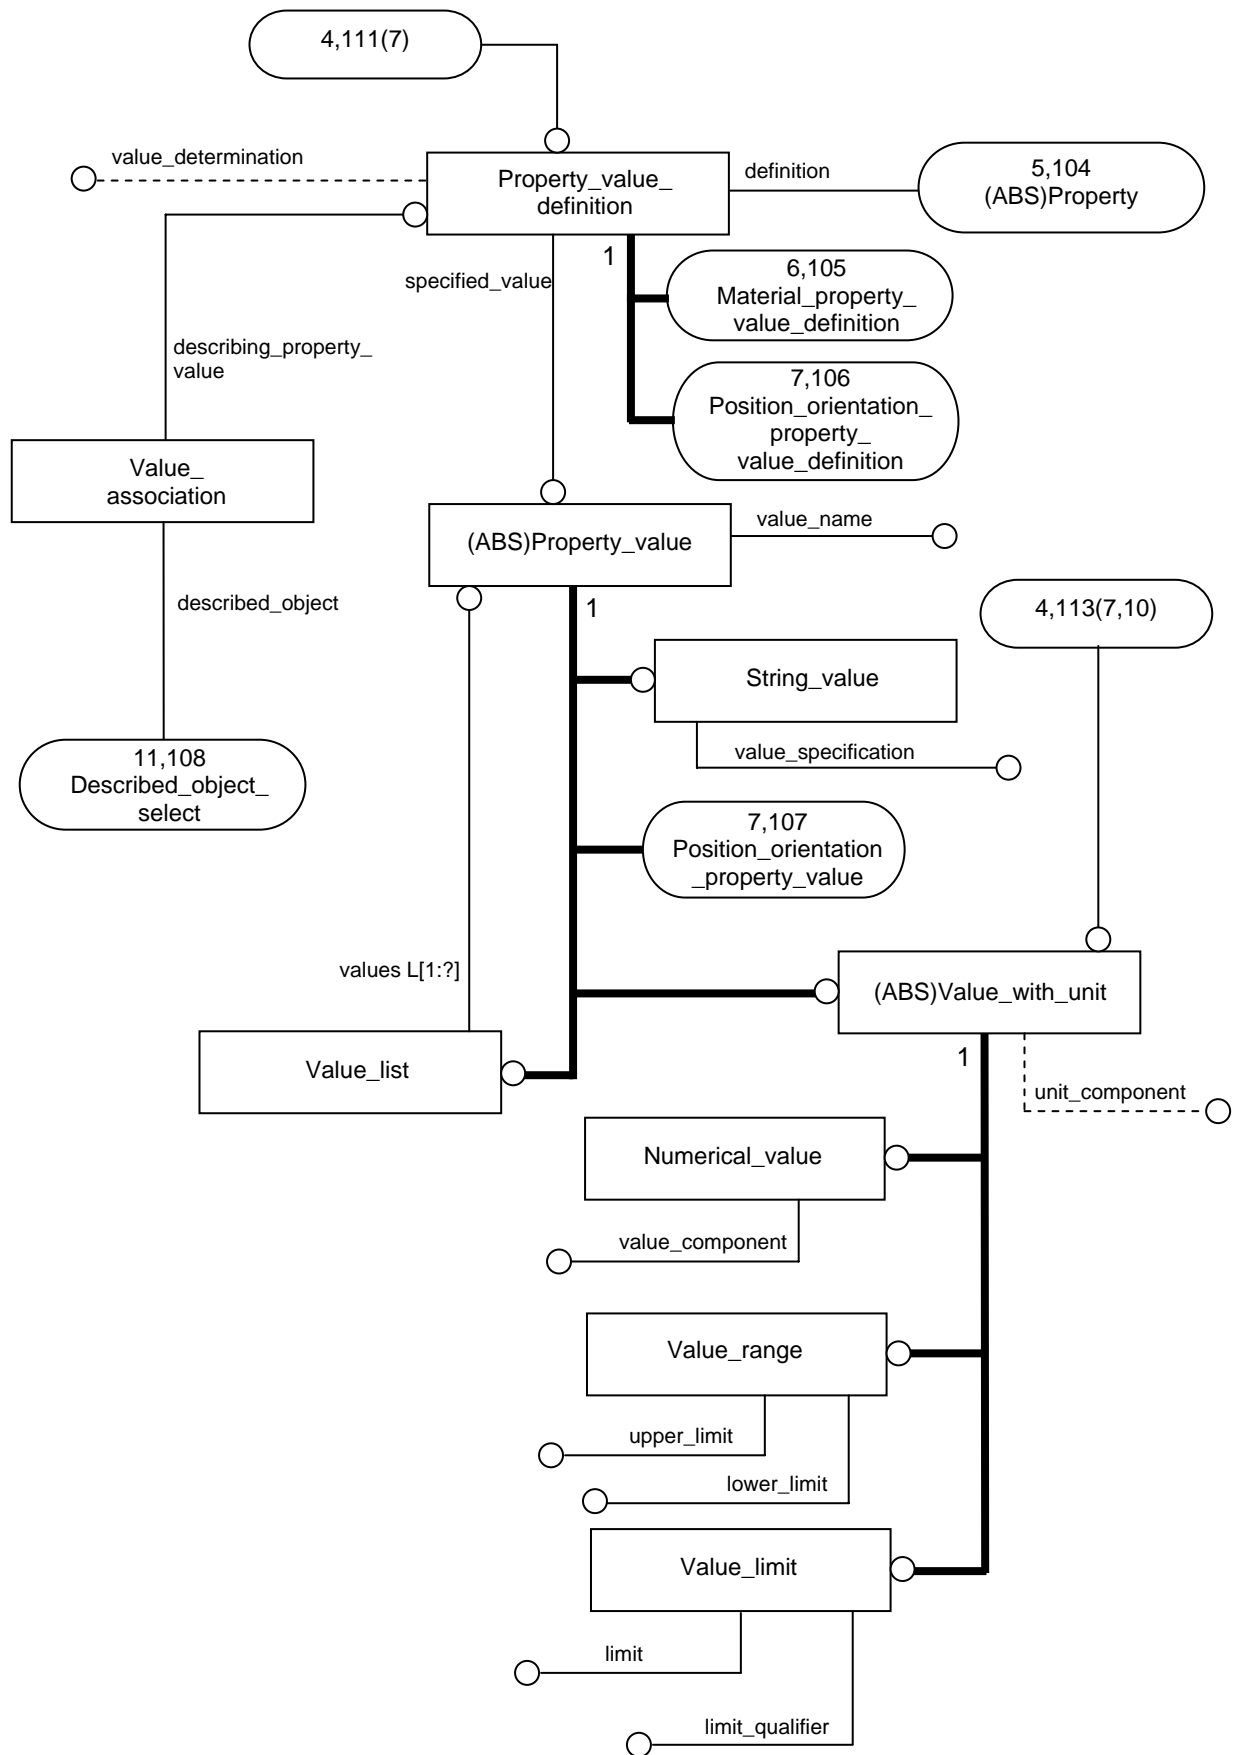 4,111(7)
value_determination
Property_value_
definition
definition
5,104
(ABS)Property
1
6,105
Material_property_
value_definition
specified_value
describing_property_
value
7,106
Position_orientation_
property_
value_definition
Value_
association
(ABS)Property_value
value_name
described_object
1
4,113(7,10)
String_value
value_specification
11,108
Described_object_
select
7,107
Position_orientation
_property_value
values L[1:?]
(ABS)Value_with_unit
Value_list
1
unit_component
Numerical_value
value_component
Value_range
upper_limit
lower_limit
Value_limit
limit
limit_qualifier